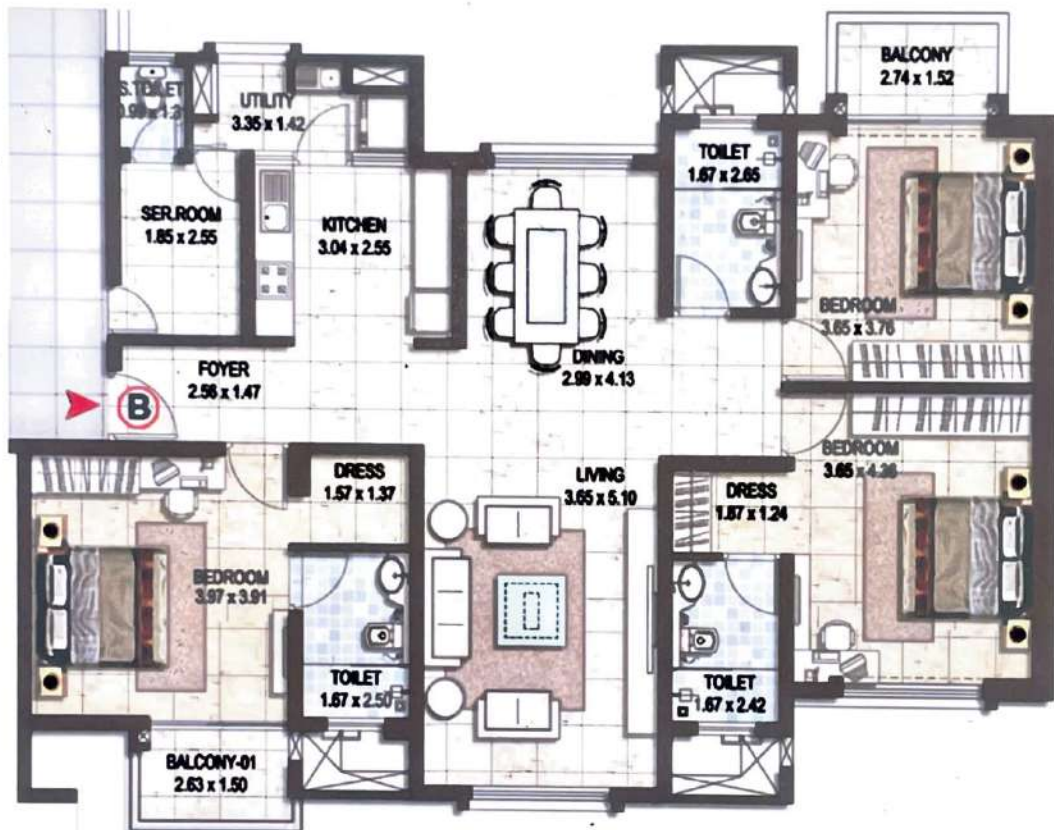 BALCONY
2.74 x 1.52
S.TOILET
UTILITY
3.35 x 1.42
TOILET
1.67 x 2.65
SER.ROOM
1.85 x 2.55
KITCHEN
3.04 x 2.55
BEDROOM
3.65 x 3.76
FOYER
2.56 x 1.47
DINING
2.99 x 4.13
B
BEDROOM
3.65 x 4.26
DRESS
1.57 x 1.37
LIVING
3.65 x 5.10
DRESS
1.67 x 1.24
BEDROOM
3.97 x 3.91
TOILET
1.67 x 2.50
TOILET
1.67 x 2.42
BALCONY-01
2.63 x 1.50